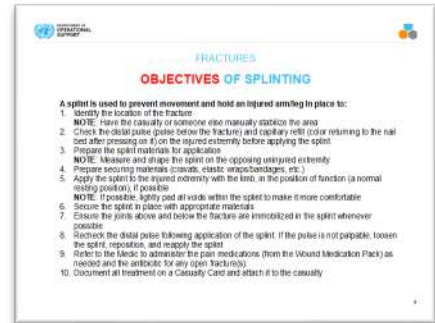 DEPARTMENT OF
OPERATIONAL
SUPPORT
FRACTURES
OBJECTIVES OF SPLINTING
A splint is used to prevent movement and hold an injured arm/leg in place to:
1. Identify the location of the fracture
NOTE: Have the casualty or someone else manually stabilize the area
2. Check the distal pulse (pulse below the fracture) and capillary refill (color returning to the nail
bed after pressing on it) on the injured extremity before applying the splint
3. Prepare the splint materials for application
NOTE: Measure and shape the splint on the opposing uninjured extremity
4. Prepare securing materials (cravats, elastic wraps/bandages, etc.)
5. Apply the splint to the injured extremity with the limb, in the position of function (a normal
resting position), if possible
NOTE: If possible, lightly pad all voids within the splint to make it more comfortable
6. Secure the splint in place with appropriate materials
7. Ensure the joints above and below the fracture are immobilized in the splint whenever
possible
8. Recheck the distal pulse following application of the splint. If the pulse is not palpable, loosen
the splint, reposition, and reapply the splint
9. Refer to the Medic to administer the pain medications (from the Wound Medication Pack) as
needed and the antibiotic for any open fracture(s)
10. Document all treatment on a Casualty Card and attach it to the casualty